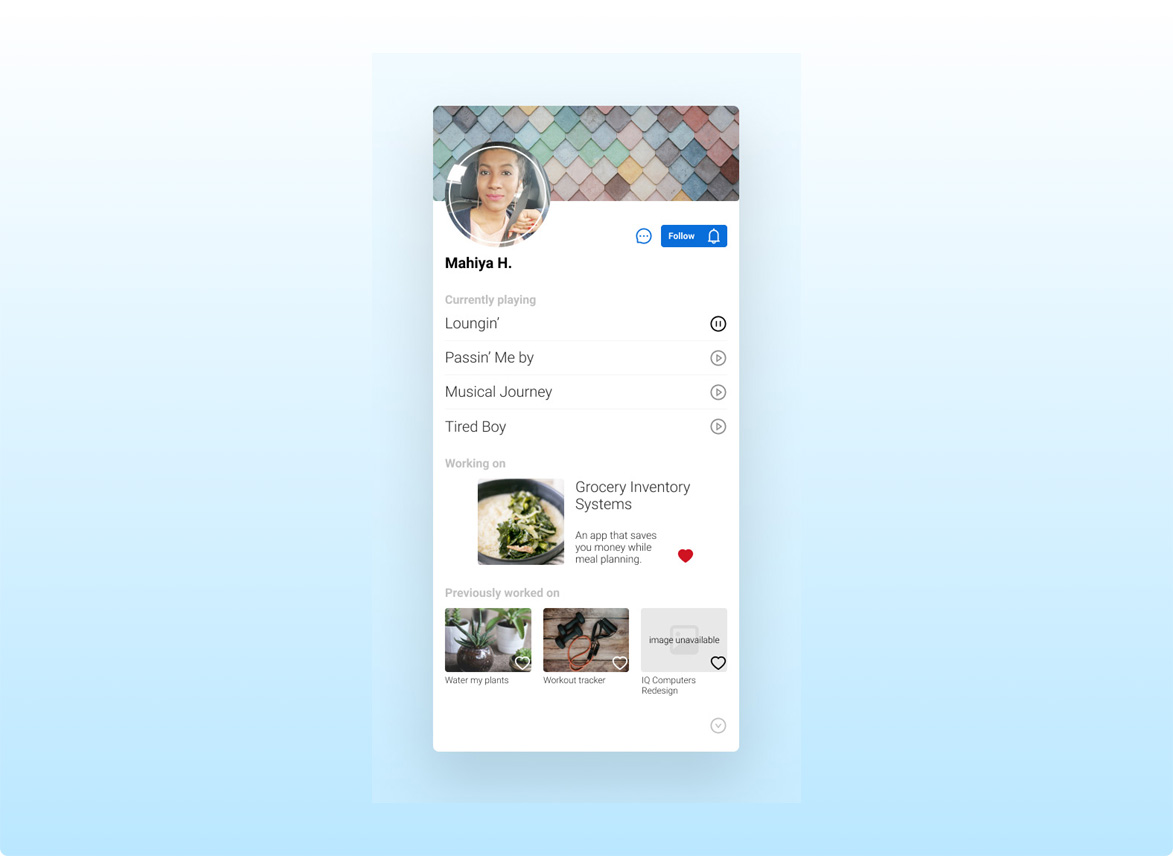 Follow
Mahiya H.
Currently playing
Loungin’
Passin’ Me by
Musical Journey
Tired Boy
Working on
Grocery Inventory
Systems
An app that saves
you money while
meal planning.
Previously worked on
image unavailable
Water my plants
Workout tracker
IQ Computers
Redesign